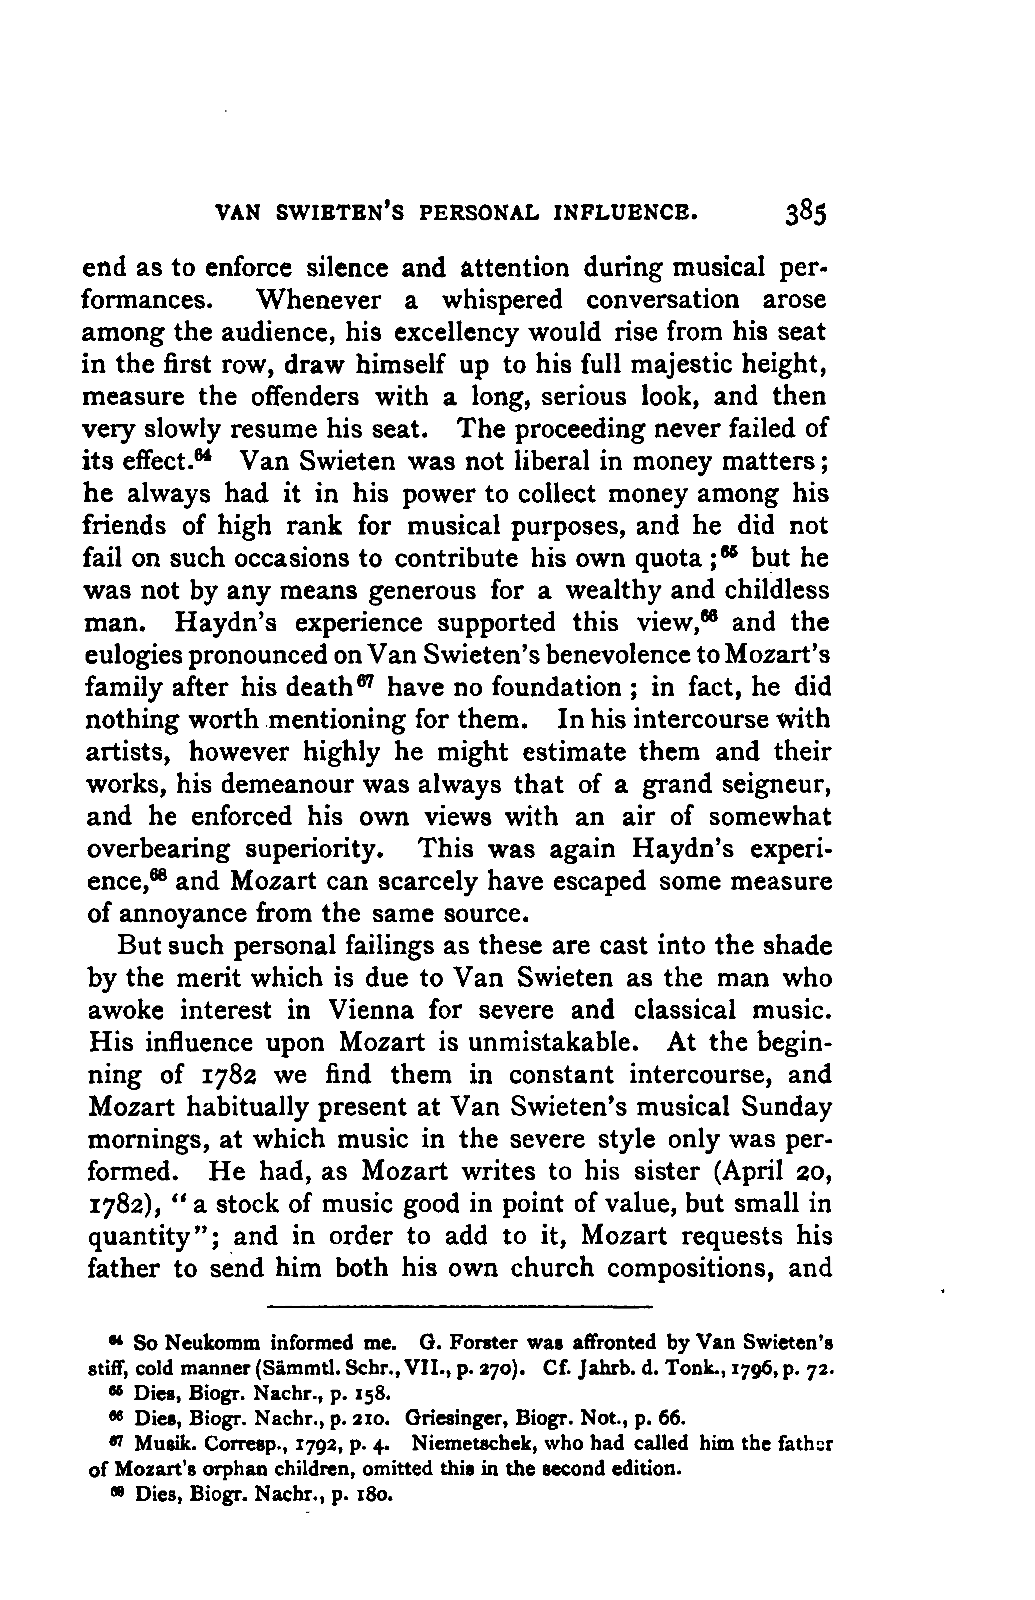 VAN SWIETEN'S PERSONAL INFLUENCE. 385
end as to enforce silence and attention during musical per-
formances. Whenever a whispered conversation arose
among the audience, his excellency would rise from his seat
in the first row, draw himself up to his full majestic height,
measure the offenders with a long, serious look, and then
very slowly resume his seat. The proceeding never failed of
its effect.⁶⁴ Van Swieten was not liberal in money matters;
he always had it in his power to collect money among his
friends of high rank for musical purposes, and he did not
fail on such occasions to contribute his own quota;⁶⁵ but he
was not by any means generous for a wealthy and childless
man. Haydn's experience supported this view,⁶⁶ and the
eulogies pronounced on Van Swieten's benevolence to Mozart's
family after his death⁶⁷ have no foundation; in fact, he did
nothing worth mentioning for them. In his intercourse with
artists, however highly he might estimate them and their
works, his demeanour was always that of a grand seigneur,
and he enforced his own views with an air of somewhat
overbearing superiority. This was again Haydn's experi-
ence,⁶⁸ and Mozart can scarcely have escaped some measure
of annoyance from the same source.
But such personal failings as these are cast into the shade
by the merit which is due to Van Swieten as the man who
awoke interest in Vienna for severe and classical music.
His influence upon Mozart is unmistakable. At the begin-
ning of 1782 we find them in constant intercourse, and
Mozart habitually present at Van Swieten's musical Sunday
mornings, at which music in the severe style only was per-
formed. He had, as Mozart writes to his sister (April 20,
1782), "a stock of music good in point of value, but small in
quantity"; and in order to add to it, Mozart requests his
father to send him both his own church compositions, and
⁶⁴ So Neukomm informed me. G. Forster was affronted by Van Swieten's
stiff, cold manner (Sämmtl. Schr., VII., p. 270). Cf. Jahrb. d. Tonk., 1796, p. 72.
⁶⁵ Dies, Biogr. Nachr., p. 158.
⁶⁶ Dies, Biogr. Nachr., p. 210. Griesinger, Biogr. Not., p. 66.
⁶⁷ Musik. Corresp., 1792, p. 4. Niemetschek, who had called him the father
of Mozart's orphan children, omitted this in the second edition.
⁶⁸ Dies, Biogr. Nachr., p. 180.